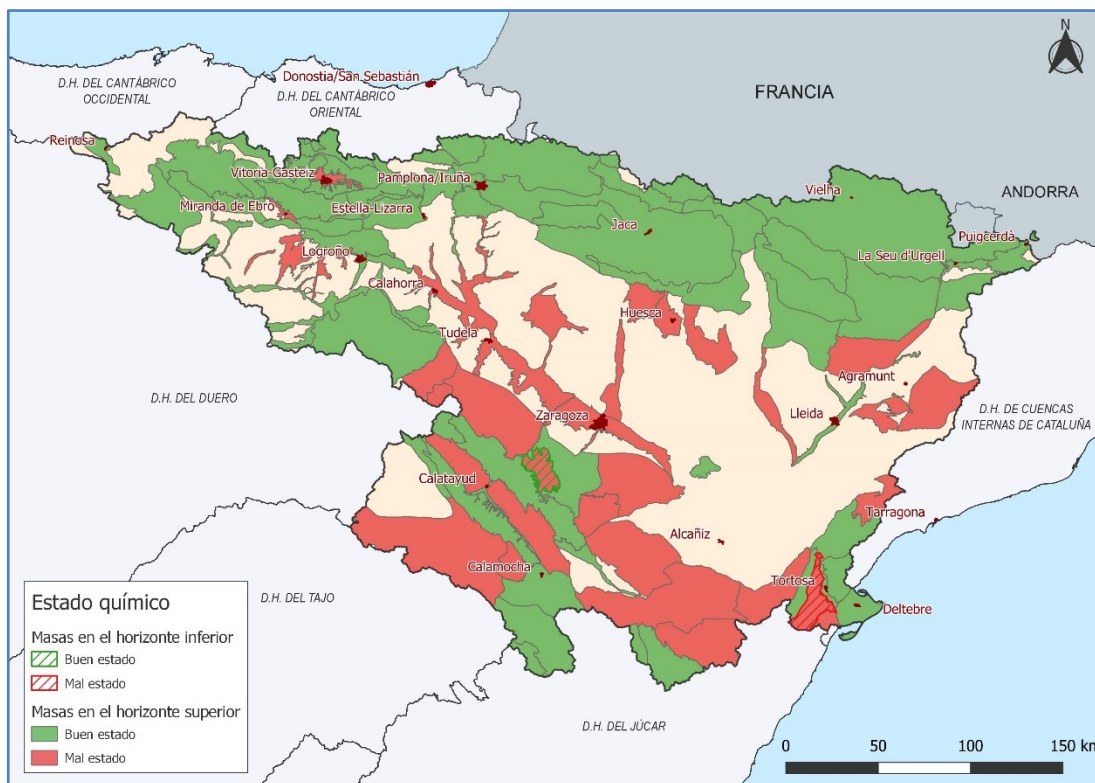 N
D.H. DEL CANTÁBRICO
OCCIDENTAL
Donostia/San Sebastián
D.H. DEL CANTÁBRICO
ORIENTAL
FRANCIA
Reinosa
Vitoria-Gasteiz
Pamplona/Iruña
Vielha
ANDORRA
Miranda de Ebro
Estella-Lizarra
Jaca
Puigcerdà
La Seu d'Urgell
Logroño
Calahorra
Huesca
Tudela
Agramunt
D.H. DEL DUERO
Zaragoza
Lleida
D.H. DE CUENCAS
INTERNAS DE CATALUÑA
Calatayud
Tarragona
Alcañiz
Calamocha
Tortosa
Deltebre
D.H. DEL TAJO
D.H. DEL JÚCAR
Estado químico
Masas en el horizonte inferior
Buen estado
Mal estado
Masas en el horizonte superior
Buen estado
Mal estado
0 50 100 150 km